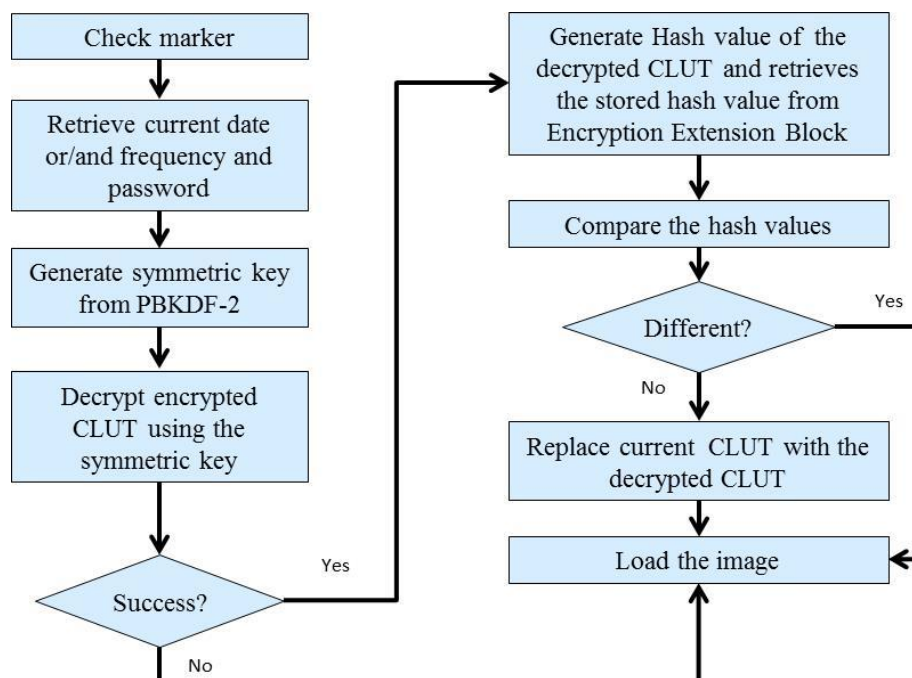 Check marker
Retrieve current date
or/and frequency and
password
Generate symmetric key
from PBKDF-2
Decrypt encrypted
CLUT using the
symmetric key
Success?
Yes
No
Generate Hash value of the
decrypted CLUT and retrieves
the stored hash value from
Encryption Extension Block
Compare the hash values
Different?
Yes
No
Replace current CLUT with the
decrypted CLUT
Load the image